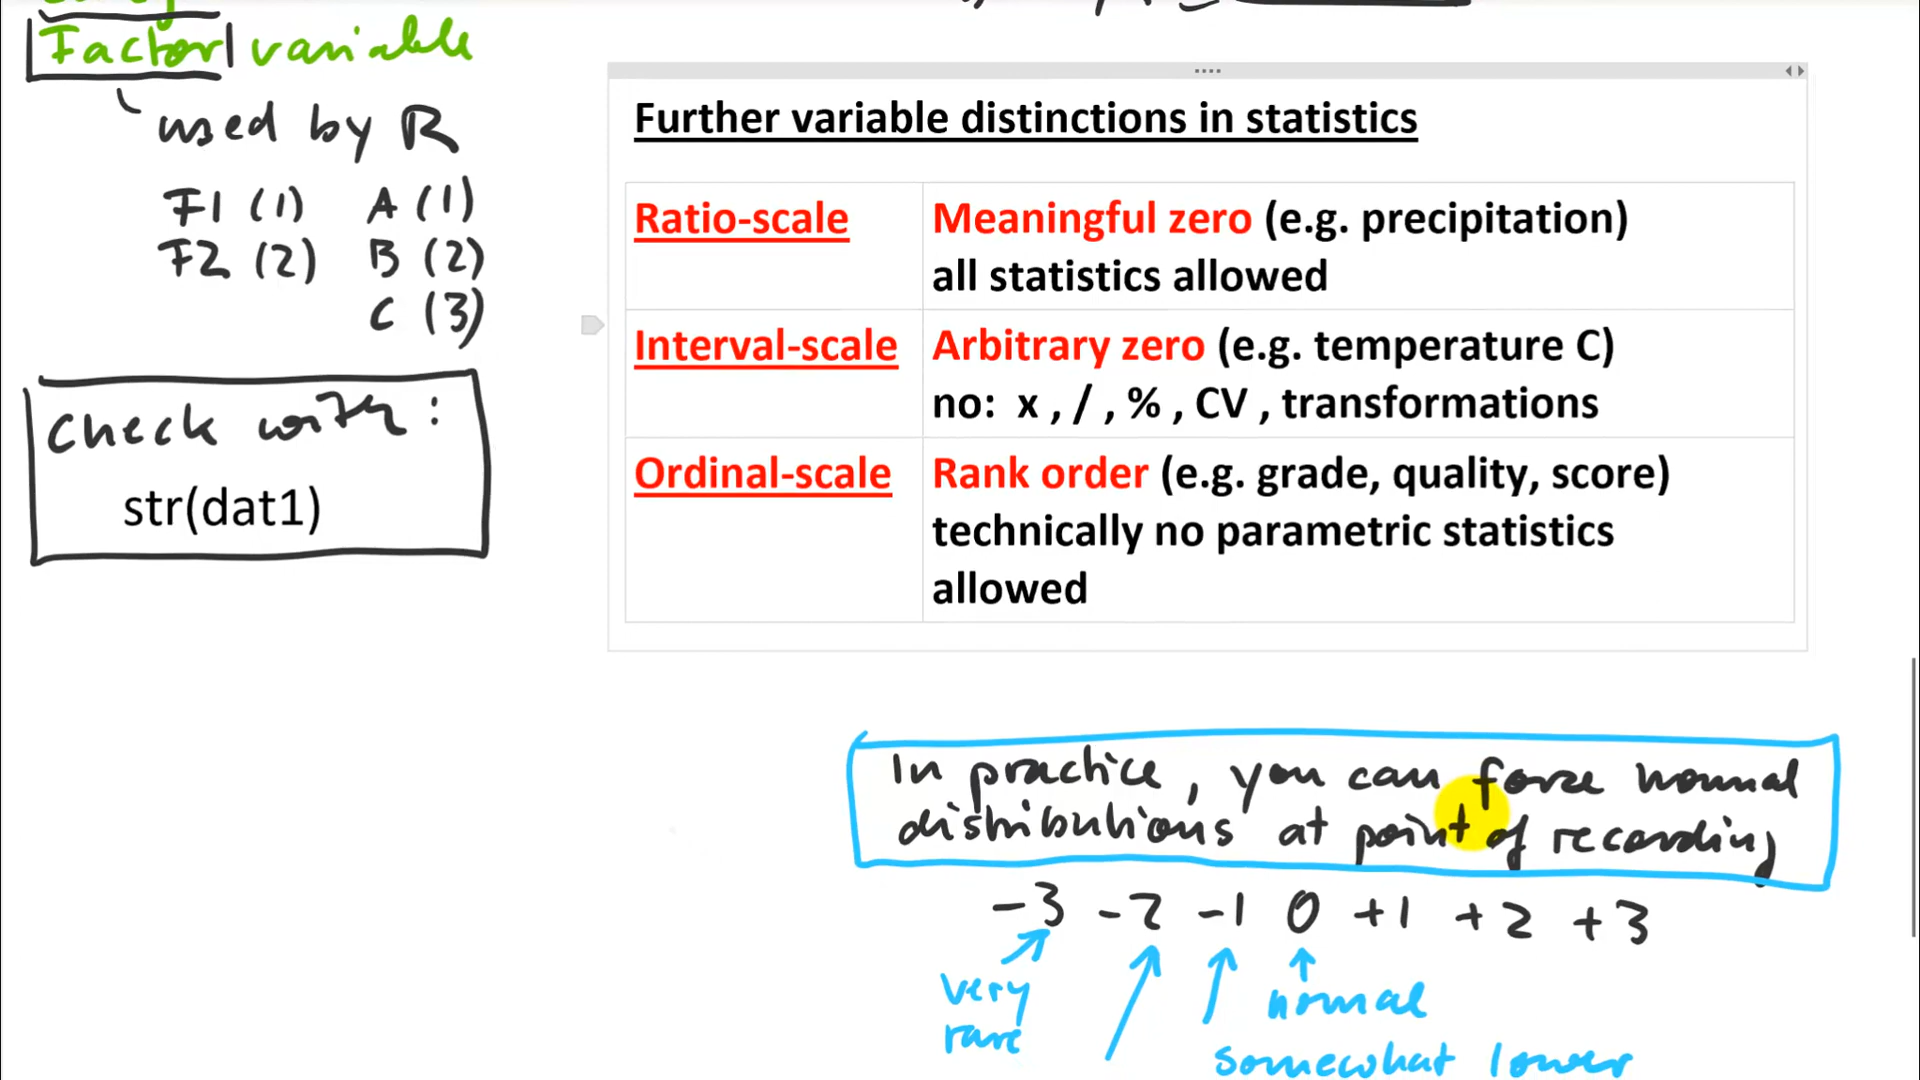 Factor variable
used by R
F1 (1) A (1)
F2 (2) B (2)
C (3)
check with:
str(dat1)
Further variable distinctions in statistics
Ratio-scale
Meaningful zero (e.g. precipitation)
all statistics allowed
Interval-scale
Arbitrary zero (e.g. temperature C)
no: x , / , % , CV , transformations
Ordinal-scale
Rank order (e.g. grade, quality, score)
technically no parametric statistics
allowed
In practice, you can force normal
distributions at point of recording
-3 -2 -1 0 +1 +2 +3
very
rare
normal
somewhat lower